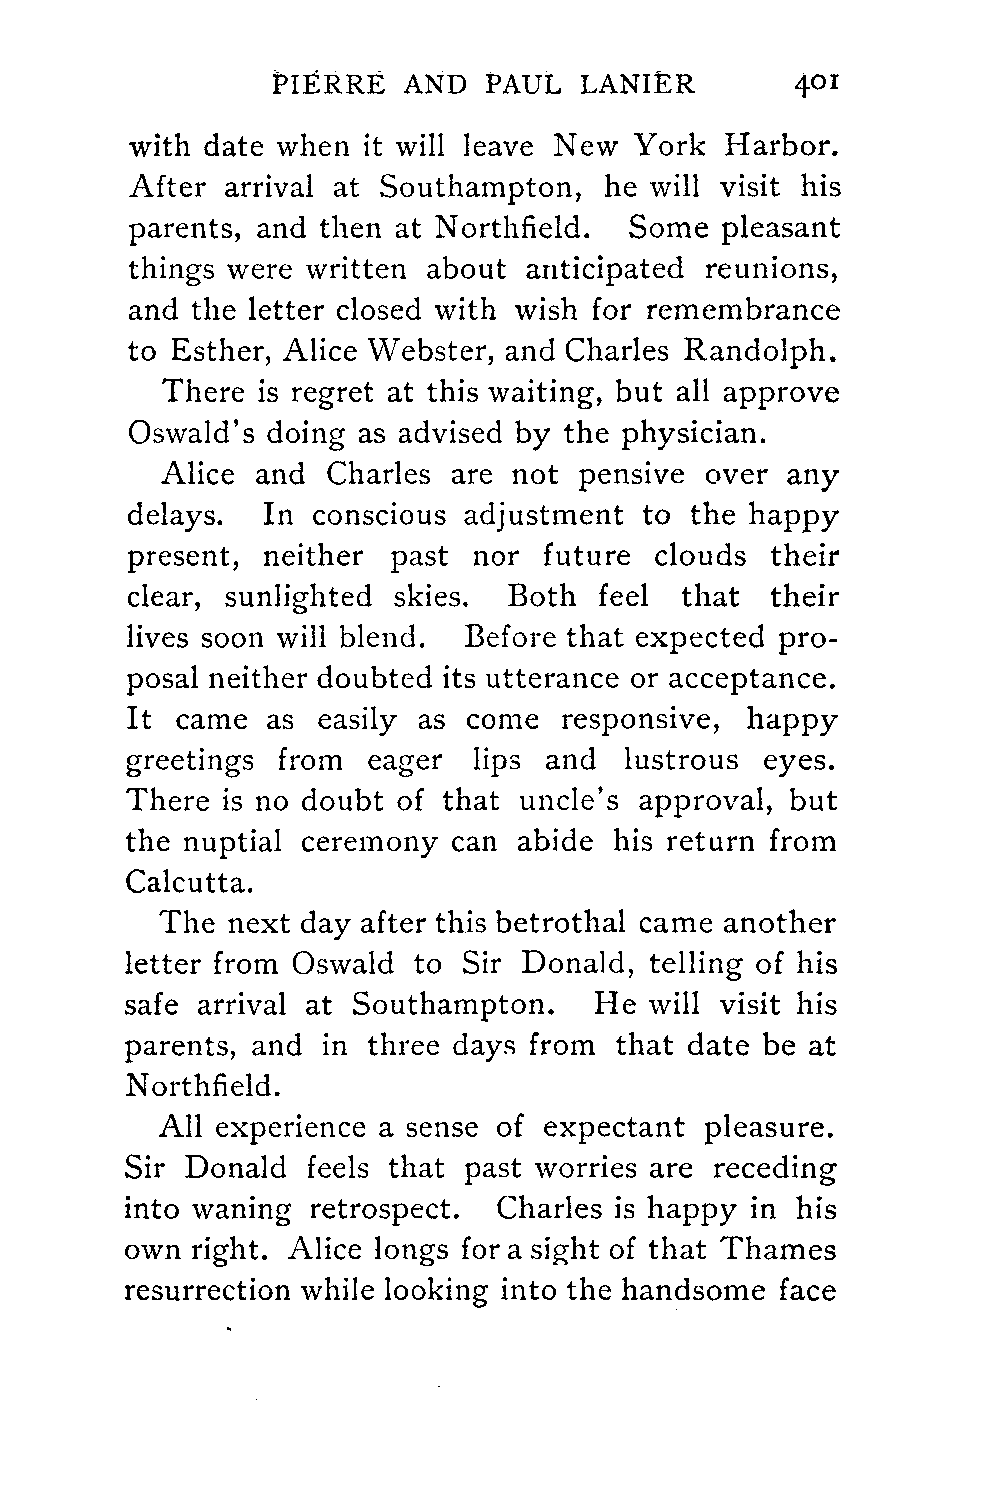 PIERRE AND PAUL LANIER 401
with date when it will leave New York Harbor.
After arrival at Southampton, he will visit his
parents, and then at Northfield. Some pleasant
things were written about anticipated reunions,
and the letter closed with wish for remembrance
to Esther, Alice Webster, and Charles Randolph.
There is regret at this waiting, but all approve
Oswald's doing as advised by the physician.
Alice and Charles are not pensive over any
delays. In conscious adjustment to the happy
present, neither past nor future clouds their
clear, sunlighted skies. Both feel that their
lives soon will blend. Before that expected pro-
posal neither doubted its utterance or acceptance.
It came as easily as come responsive, happy
greetings from eager lips and lustrous eyes.
There is no doubt of that uncle's approval, but
the nuptial ceremony can abide his return from
Calcutta.
The next day after this betrothal came another
letter from Oswald to Sir Donald, telling of his
safe arrival at Southampton. He will visit his
parents, and in three days from that date be at
Northfield.
All experience a sense of expectant pleasure.
Sir Donald feels that past worries are receding
into waning retrospect. Charles is happy in his
own right. Alice longs for a sight of that Thames
resurrection while looking into the handsome face